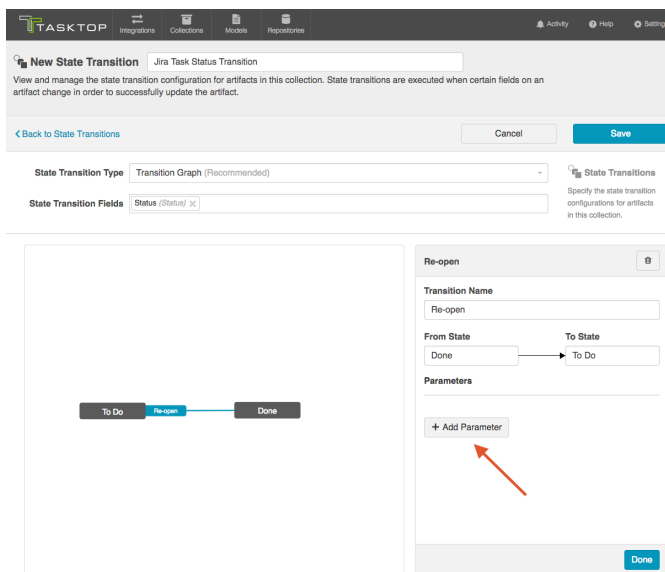 TASKTOP
Integrations
Collections
Models
Repositories
Activity
Help
Setting
New State Transition
Jira Task Status Transition
View and manage the state transition configuration for artifacts in this collection. State transitions are executed when certain fields on an
artifact change in order to successfully update the artifact.
Back to State Transitions
Cancel
Save
State Transition Type
Transition Graph (Recommended)
State Transition Fields
Status (Status)
State Transitions
Specify the state transition
configurations for artifacts
in this collection.
To Do
Re-open
Done
Re-open
Transition Name
Re-open
From State
To State
Done
To Do
Parameters
+ Add Parameter
Done